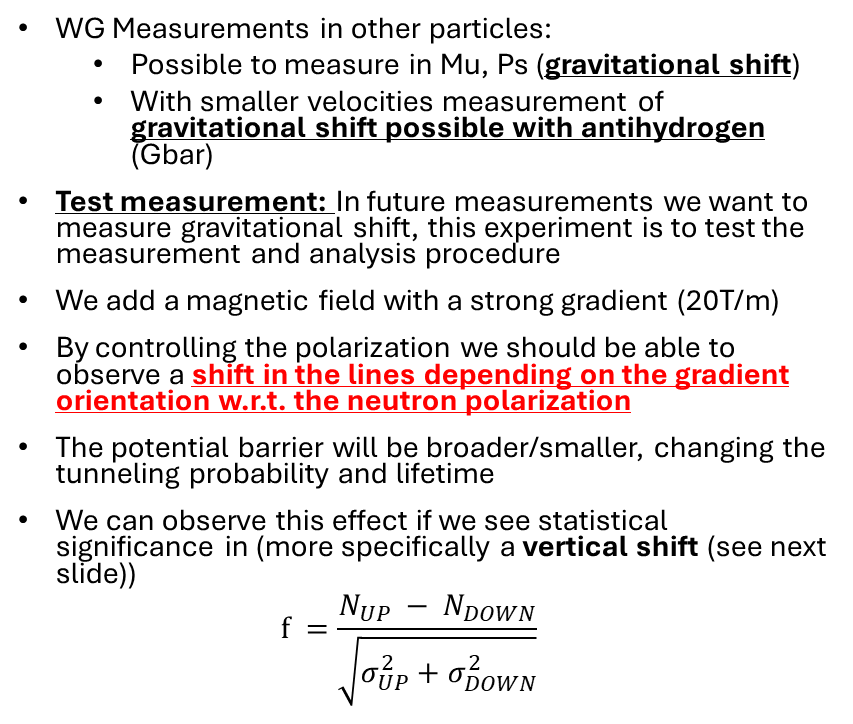 • WG Measurements in other particles:
• Possible to measure in Mu, Ps (gravitational shift)
• With smaller velocities measurement of
gravitational shift possible with antihydrogen
(Gbar)
• Test measurement: In future measurements we want to
measure gravitational shift, this experiment is to test the
measurement and analysis procedure
• We add a magnetic field with a strong gradient (20T/m)
• By controlling the polarization we should be able to
observe a shift in the lines depending on the gradient
orientation w.r.t. the neutron polarization
• The potential barrier will be broader/smaller, changing the
tunneling probability and lifetime
• We can observe this effect if we see statistical
significance in (more specifically a vertical shift (see next
slide))
f = \frac{N_{UP} - N_{DOWN}}{\sqrt{\sigma_{UP}^2 + \sigma_{DOWN}^2}}